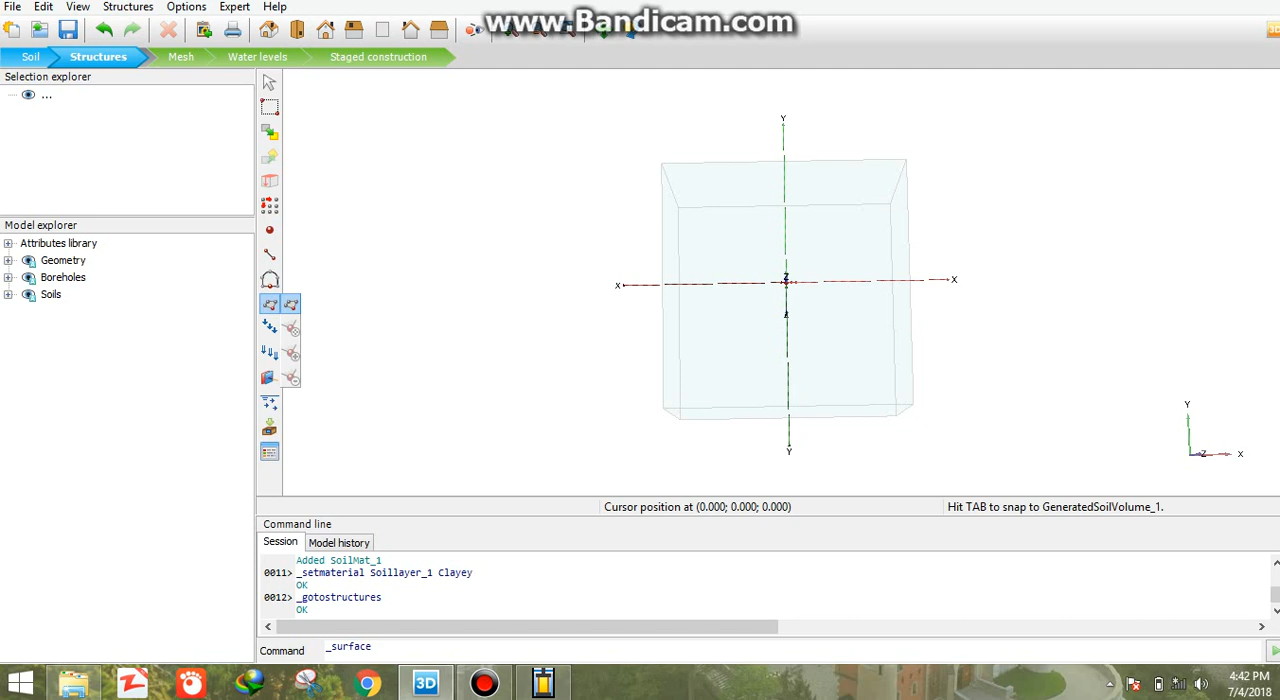 File Edit View Structures Options Expert Help
www.Bandicam.com
Soil Structures Mesh Water levels Staged construction
Selection explorer
...
Model explorer
Attributes library
Geometry
Boreholes
Soils
Y
X X
Z
Y
Y
Z X
Cursor position at (0.000; 0.000; 0.000) Hit TAB to snap to GeneratedSoilVolume_1.
Command line
Session Model history
Added SoilMat_1
0011> _setmaterial Soillayer_1 Clayey
OK
0012> _gotostructures
OK
Command _surface
3D
4:42 PM
7/4/2018